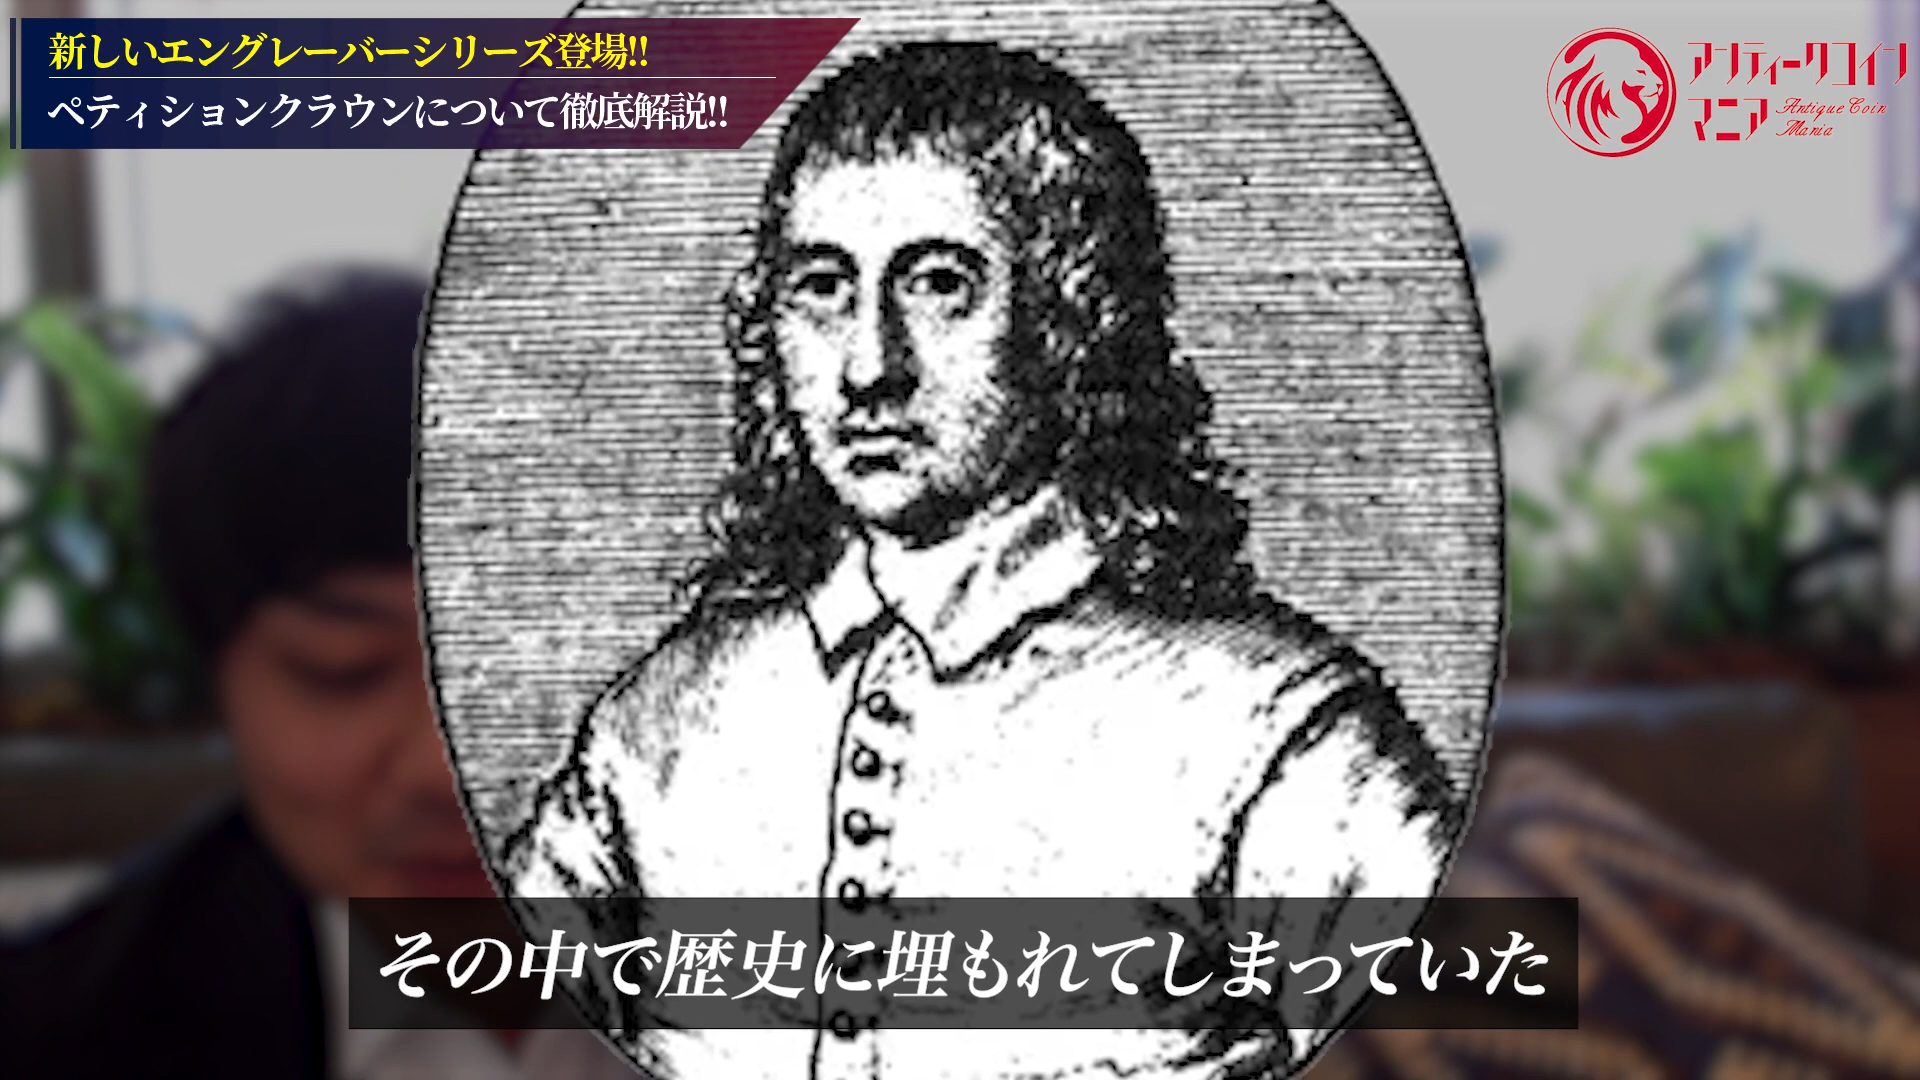 新しいエングレーバーシリーズ登場!!
ペティションクラウンについて徹底解説!!
アンティークコイン
マニア Antique Coin
Mania
その中で歴史に埋もれてしまっていた